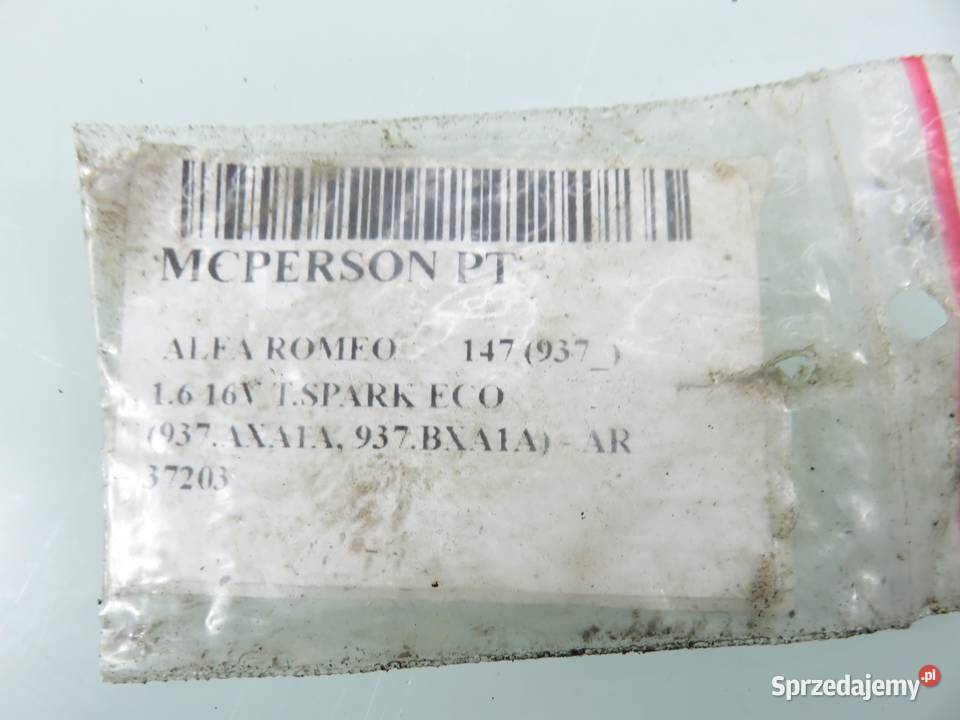 MCPERSON PT
ALFA ROMEO 147 (937_)
1.6 16V T.SPARK ECO
(937.AXA1A, 937.BXA1A) - AR
37203
Sprzedajemy.pl